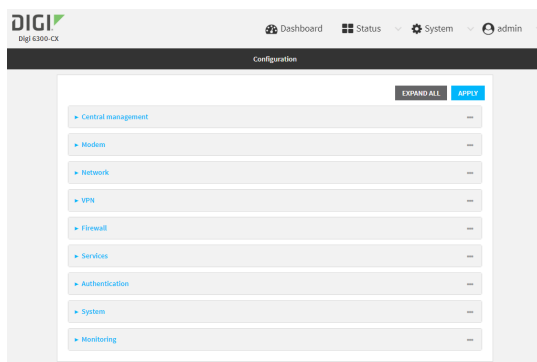 DIGI
Digi 6300-CX
Dashboard Status System admin
Configuration
EXPAND ALL APPLY
Central management
Modem
Network
VPN
Firewall
Services
Authentication
System
Monitoring